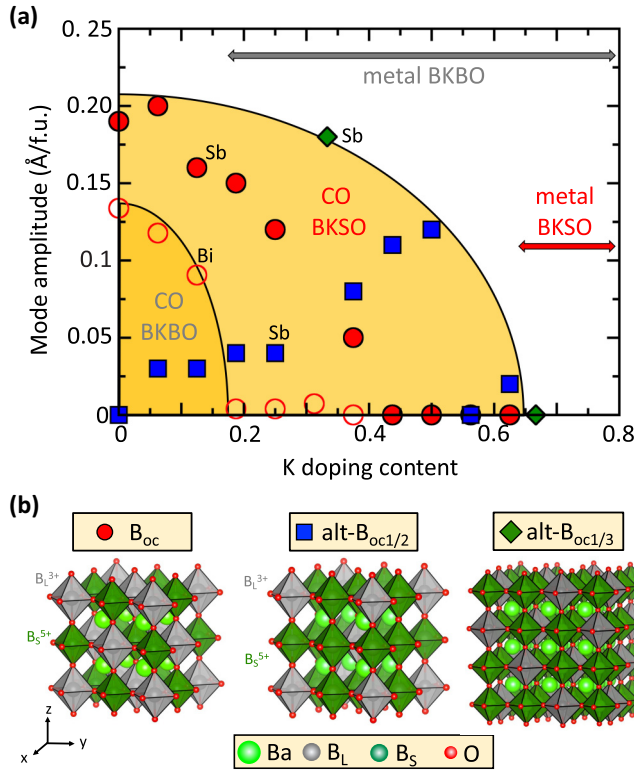 (a)
0.25
0.20
0.15
0.1
0.05
0
Mode amplitude (Å/f.u.)
metal BKBO
Sb
Sb
CO
BKSO
metal
BKSO
Bi
CO
BKBO
Sb
0 0.2 0.4 0.6 0.8
K doping content
(b)
B_oc
alt-B_oc1/2
alt-B_oc1/3
B_L^3+
B_S^5+
B_L^3+
B_S^5+
z
y
x
Ba B_L B_S O